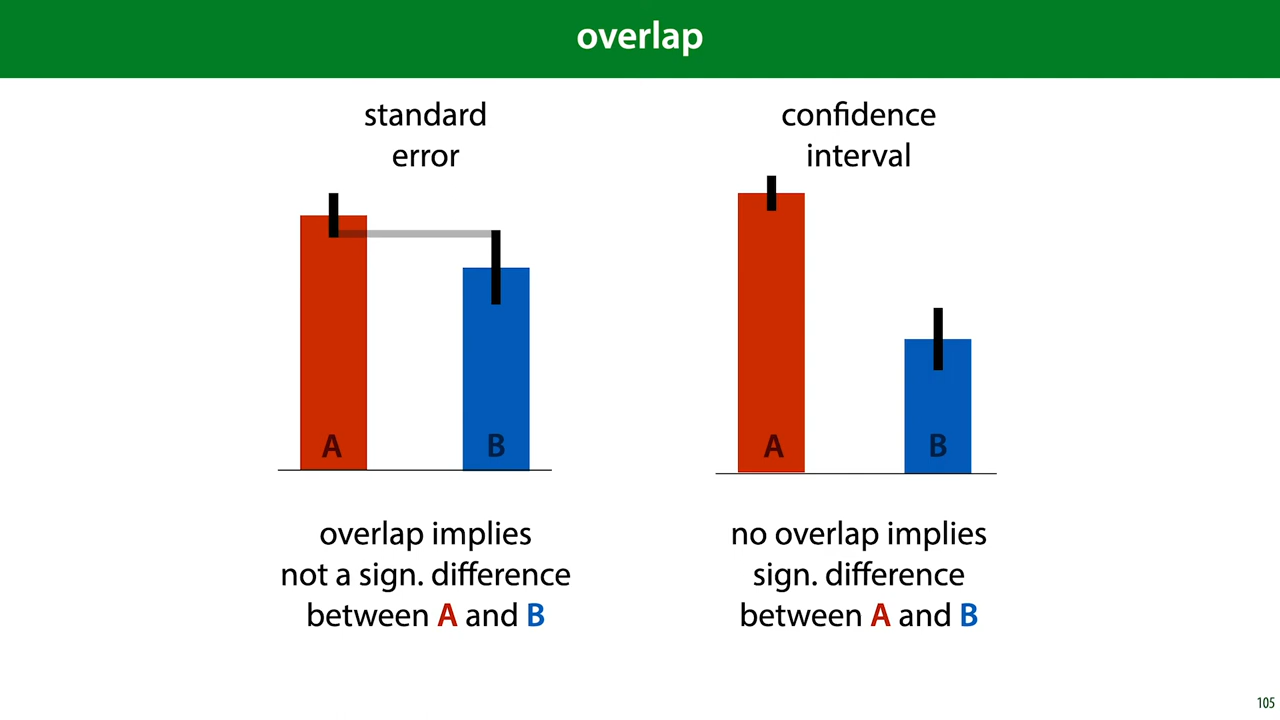 overlap
standard
error
A
B
overlap implies
not a sign. difference
between A and B
confidence
interval
A
B
no overlap implies
sign. difference
between A and B
105